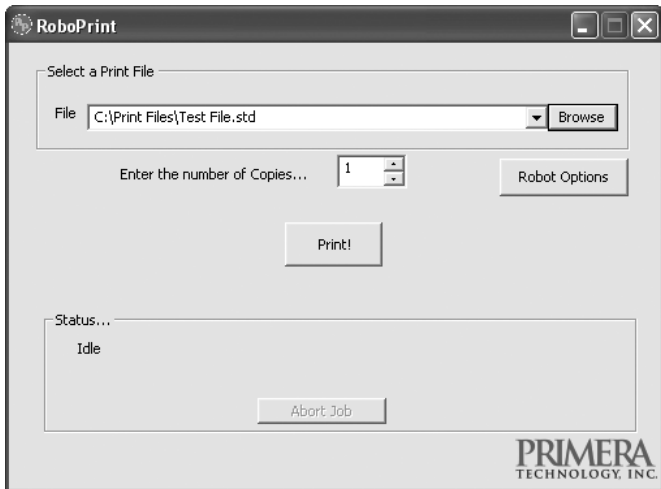 RoboPrint
Select a Print File
File C:\Print Files\Test File.std Browse
Enter the number of Copies... 1 Robot Options
Print!
Status...
Idle
Abort Job
PRIMERA
TECHNOLOGY, INC.